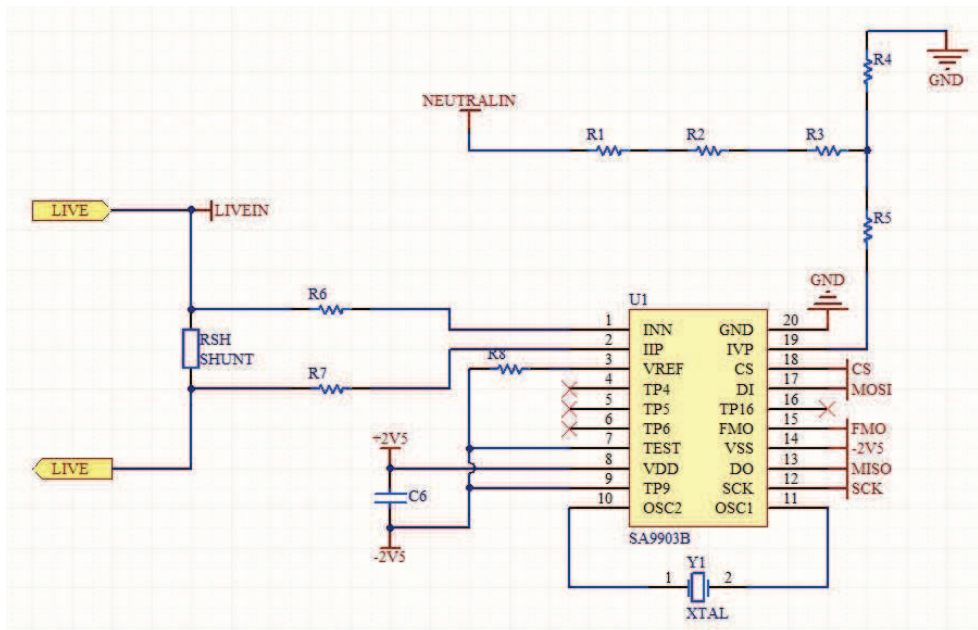 R4
GND
NEUTRALIN
R1 R2 R3
LIVE LIVEIN
R5
GND
U1
R6
1 INN GND 20
2 IIP IVP 19
RSH
SHUNT
R8
3 VREF CS 18 CS
R7
4 TP4 DI 17 MOSI
5 TP5 TP16 16
6 TP6 FMO 15 FMO
+2V5
7 TEST VSS 14 -2V5
LIVE
8 VDD DO 13 MISO
9 TP9 SCK 12 SCK
C6
10 OSC2 OSC1 11
SA9903B
-2V5
Y1
1 2
XTAL